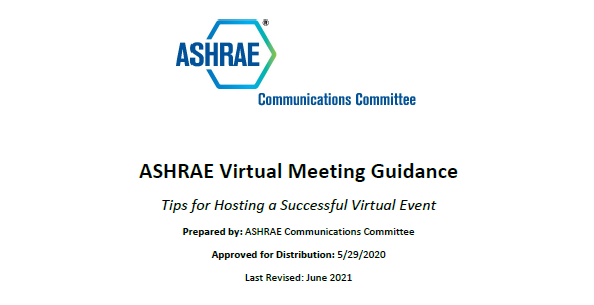 ASHRAE®
Communications Committee
ASHRAE Virtual Meeting Guidance
Tips for Hosting a Successful Virtual Event
Prepared by: ASHRAE Communications Committee
Approved for Distribution: 5/29/2020
Last Revised: June 2021